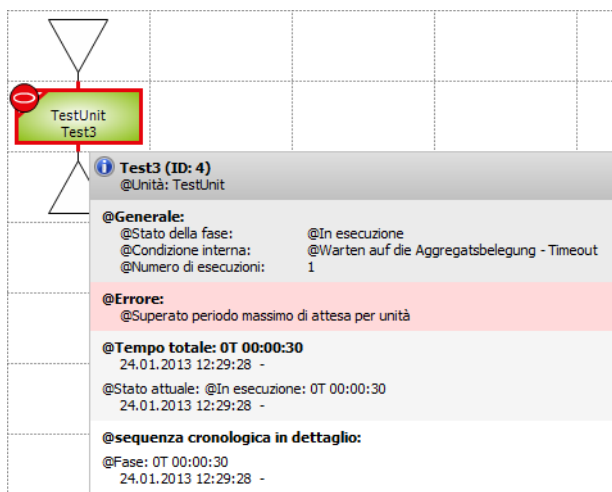 TestUnit
Test3
Test3 (ID: 4)
@Unità: TestUnit
@Generale:
@Stato della fase: @In esecuzione
@Condizione interna: @Warten auf die Aggregatsbelegung - Timeout
@Numero di esecuzioni: 1
@Errore:
@Superato periodo massimo di attesa per unità
@Tempo totale: 0T 00:00:30
24.01.2013 12:29:28 -
@Stato attuale: @In esecuzione: 0T 00:00:30
24.01.2013 12:29:28 -
@sequenza cronologica in dettaglio:
@Fase: 0T 00:00:30
24.01.2013 12:29:28 -